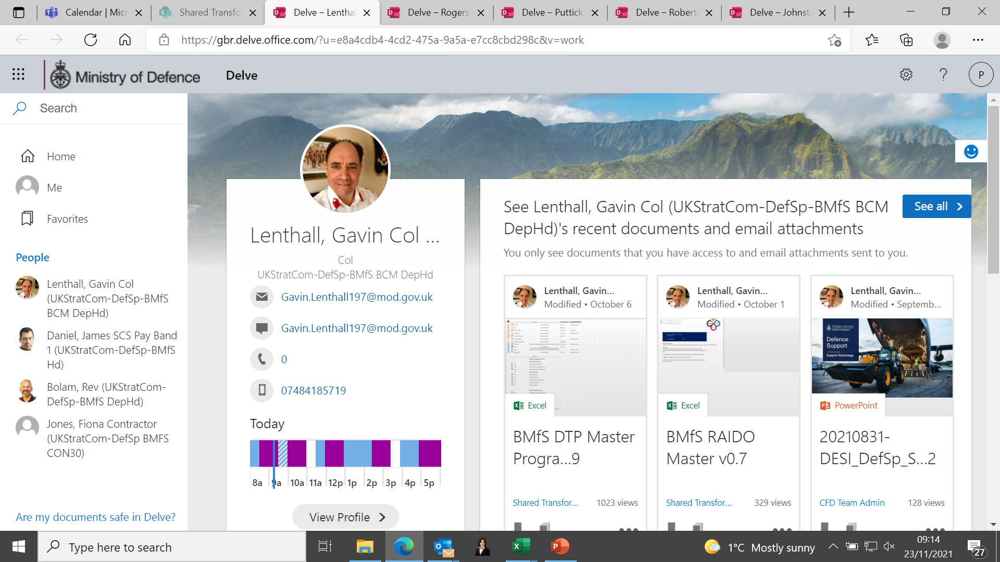 Calendar | Micr
Shared Transfo
Delve – Lenthal
Delve – Rogers,
Delve – Puttick,
Delve – Roberts
Delve – Johnst
https://gbr.delve.office.com/?u=e8a4cdb4-4cd2-475a-9a5a-e7cc8cbd298c&v=work
Ministry of Defence
Delve
P
Search
Home
Me
Favorites
People
Lenthall, Gavin Col
(UKStratCom-DefSp-BMfS
BCM DepHd)
Daniel, James SCS Pay Band
1 (UKStratCom-DefSp-BMfS
Hd)
Bolam, Rev (UKStratCom-
DefSp-BMfS DepHd)
Jones, Fiona Contractor
(UKStratCom-DefSp BMFS
CON30)
Are my documents safe in Delve?
Lenthall, Gavin Col ...
Col
UKStratCom-DefSp-BMfS BCM DepHd
Gavin.Lenthall197@mod.gov.uk
Gavin.Lenthall197@mod.gov.uk
0
07484185719
Today
8a 9a 10a 11a 12p 1p 2p 3p 4p 5p
View Profile
See Lenthall, Gavin Col (UKStratCom-DefSp-BMfS BCM
DepHd)'s recent documents and email attachments
See all
You only see documents that you have access to and email attachments sent to you.
Lenthall, Gavin...
Modified • October 6
Excel
BMfS DTP Master
Progra...9
Shared Transfor...
1023 views
Lenthall, Gavin...
Modified • October 1
Excel
BMfS RAIDO
Master v0.7
Shared Transfor...
329 views
Lenthall, Gavin...
Modified • Septemb...
Strategic Command
Defence Support
Defence
Support
Support Advantage
PowerPoint
20210831-
DESI_DefSp_S...2
CFD Team Admin
128 views
Type here to search
1°C Mostly sunny
09:14
23/11/2021
27